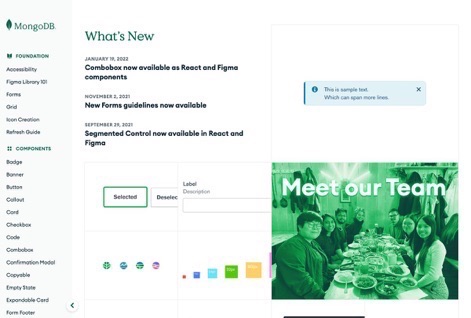 MongoDB.
FOUNDATION
Accessibility
Figma Library 101
Forms
Grid
Icon Creation
Refresh Guide
COMPONENTS
Badge
Banner
Button
Callout
Card
Checkbox
Code
Combobox
Confirmation Modal
Copyable
Empty State
Expandable Card
Form Footer
What's New
JANUARY 19, 2022
Combobox now available as React and Figma
components
NOVEMBER 2, 2021
New Forms guidelines now available
SEPTEMBER 29, 2021
Segmented Control now available in React and
Figma
This is sample text.
Which can span more lines.
Selected
Deselec
Label
Description
Meet our Team